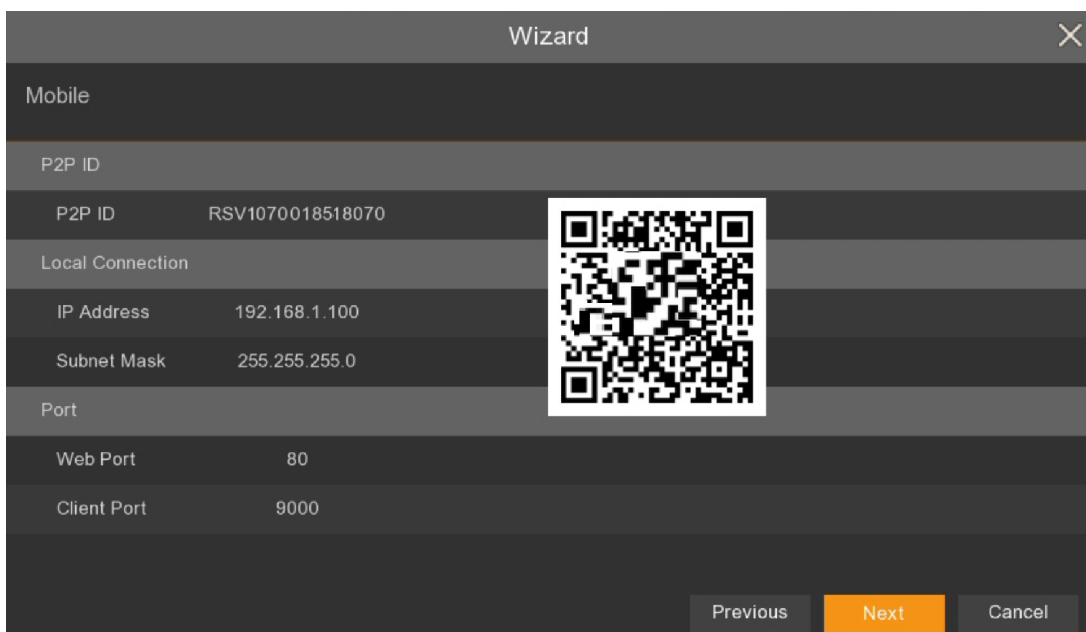 Wizard
Mobile
P2P ID
P2P ID RSV1070018518070
Local Connection
IP Address 192.168.1.100
Subnet Mask 255.255.255.0
Port
Web Port 80
Client Port 9000
Previous Next Cancel